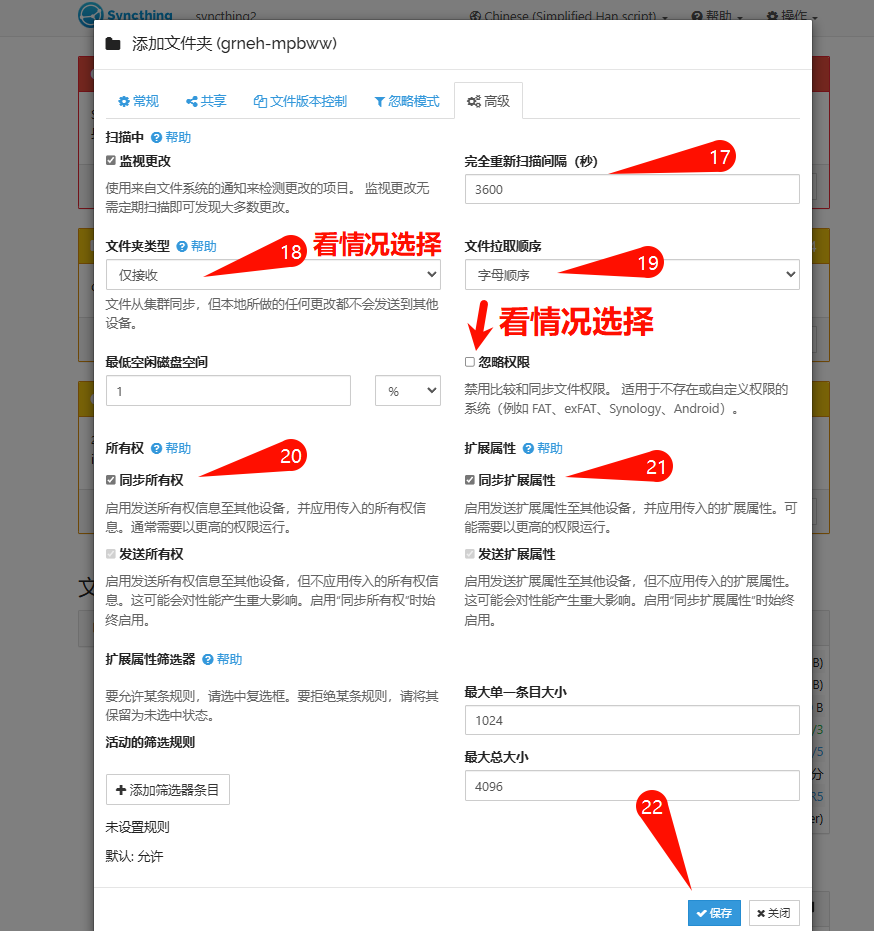 Syncthing syncthing2 Chinese (Simplified Han script) 帮助 操作
添加文件夹 (grneh-mpbww)
常规 共享 文件版本控制 忽略模式 高级
扫描中 帮助
监视更改
使用来自文件系统的通知来检测更改的项目。 监视更改无
需定期扫描即可发现大多数更改。
完全重新扫描间隔（秒）
17
3600
文件夹类型 帮助
18
看情况选择
仅接收
文件从集群同步，但本地所做的任何更改都不会发送到其他
设备。
文件拉取顺序
19
字母顺序
看情况选择
最低空闲磁盘空间
1 %
忽略权限
禁用比较和同步文件权限。 适用于不存在或自定义权限的
系统（例如 FAT、exFAT、Synology、Android）。
所有权 帮助
20
同步所有权
启用发送所有权信息至其他设备，并应用传入的所有权信
息。通常需要以更高的权限运行。
发送所有权
启用发送所有权信息至其他设备，但不应用传入的所有权信
息。这可能会对性能产生重大影响。启用“同步所有权”时始
终启用。
扩展属性 帮助
21
同步扩展属性
启用发送扩展属性至其他设备，并应用传入的扩展属性。可
能需要以更高的权限运行。
发送扩展属性
启用发送扩展属性至其他设备，但不应用传入的扩展属性。
这可能会对性能产生重大影响。启用“同步扩展属性”时始终
启用。
扩展属性筛选器 帮助
要允许某条规则，请选中复选框。要拒绝某条规则，请将其
保留为未选中状态。
活动的筛选规则
添加筛选器条目
未设置规则
默认: 允许
最大单一条目大小
1024
最大总大小
4096
22
保存 关闭